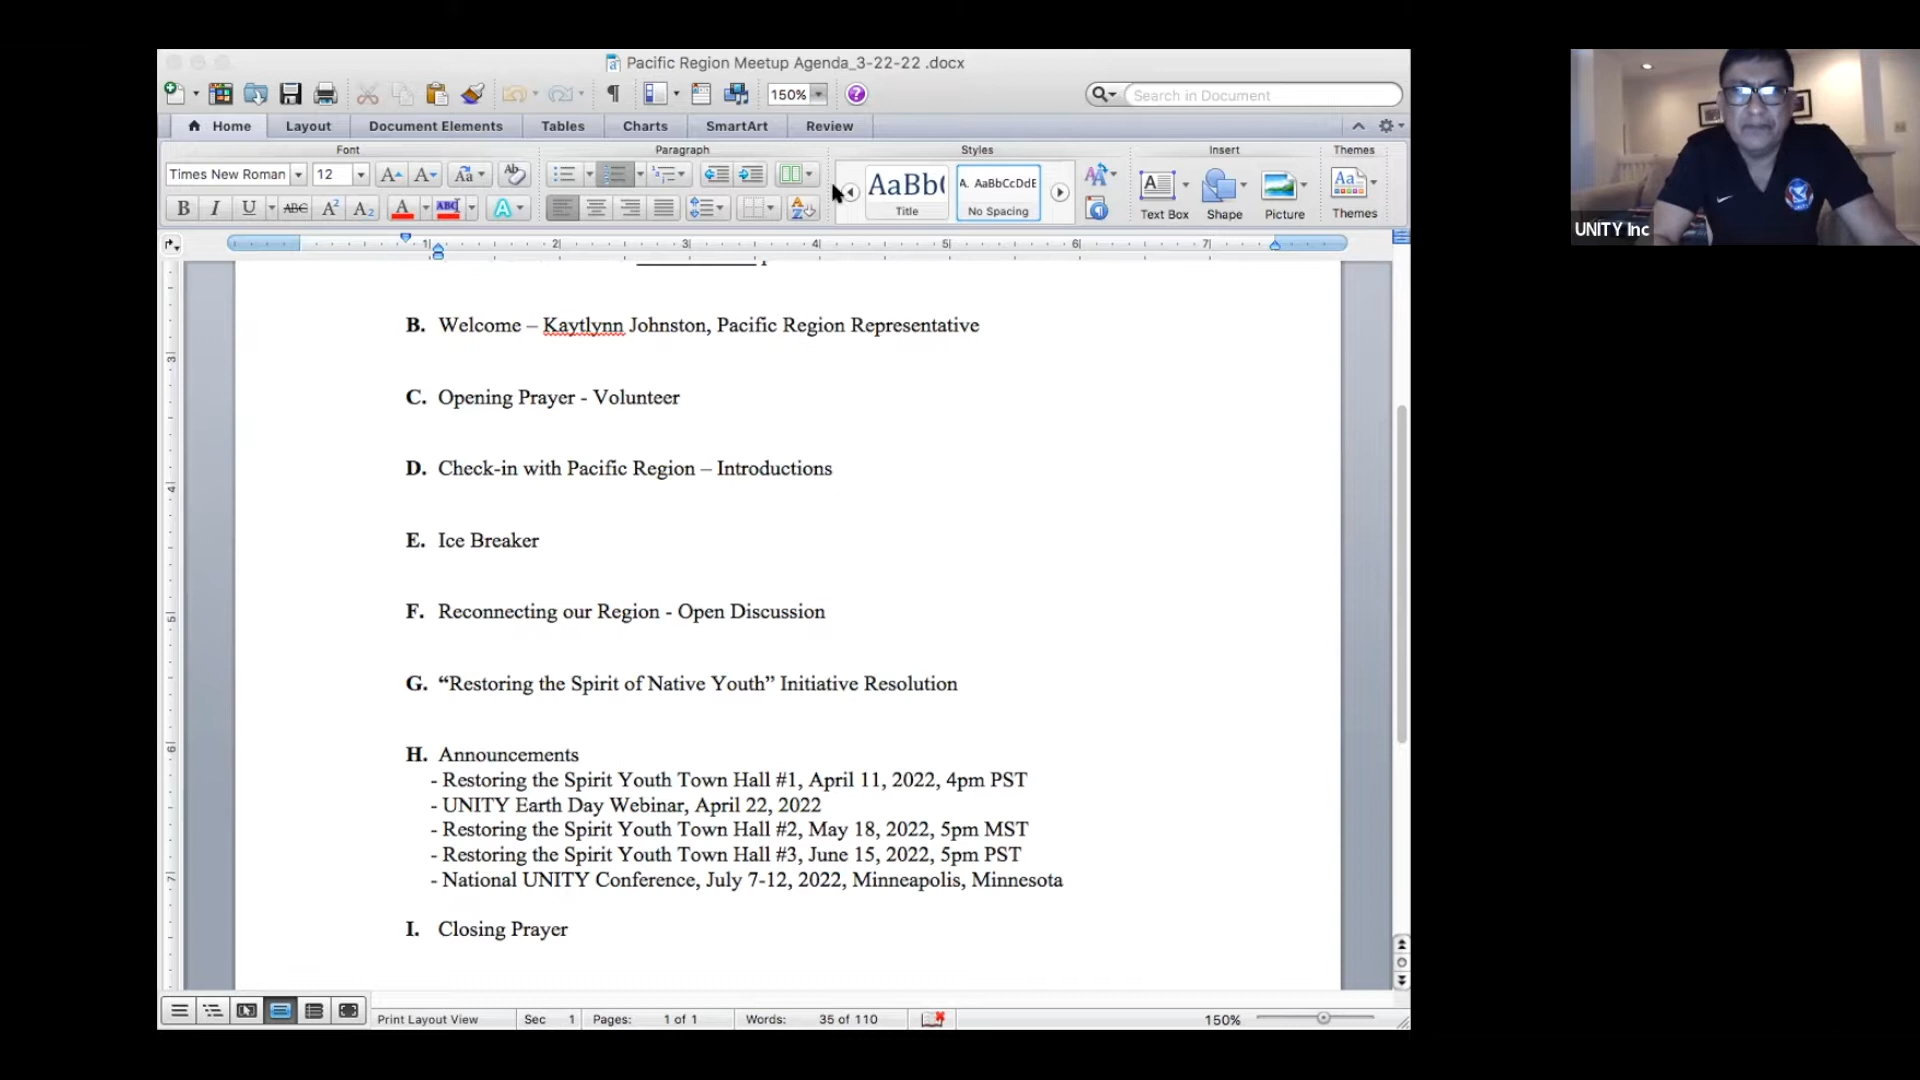 Pacific Region Meetup Agenda_3-22-22 .docx
150%
Search in Document
Home Layout Document Elements Tables Charts SmartArt Review
Font Paragraph Styles Insert Themes
Times New Roman 12
AaBb( A. AaBbCcDdE
Title No Spacing
Text Box Shape Picture Themes
B. Welcome – Kaytlynn Johnston, Pacific Region Representative
C. Opening Prayer - Volunteer
D. Check-in with Pacific Region – Introductions
E. Ice Breaker
F. Reconnecting our Region - Open Discussion
G. “Restoring the Spirit of Native Youth” Initiative Resolution
H. Announcements
- Restoring the Spirit Youth Town Hall #1, April 11, 2022, 4pm PST
- UNITY Earth Day Webinar, April 22, 2022
- Restoring the Spirit Youth Town Hall #2, May 18, 2022, 5pm MST
- Restoring the Spirit Youth Town Hall #3, June 15, 2022, 5pm PST
- National UNITY Conference, July 7-12, 2022, Minneapolis, Minnesota
I. Closing Prayer
Print Layout View Sec 1 Pages: 1 of 1 Words: 35 of 110 150%
UNITY Inc